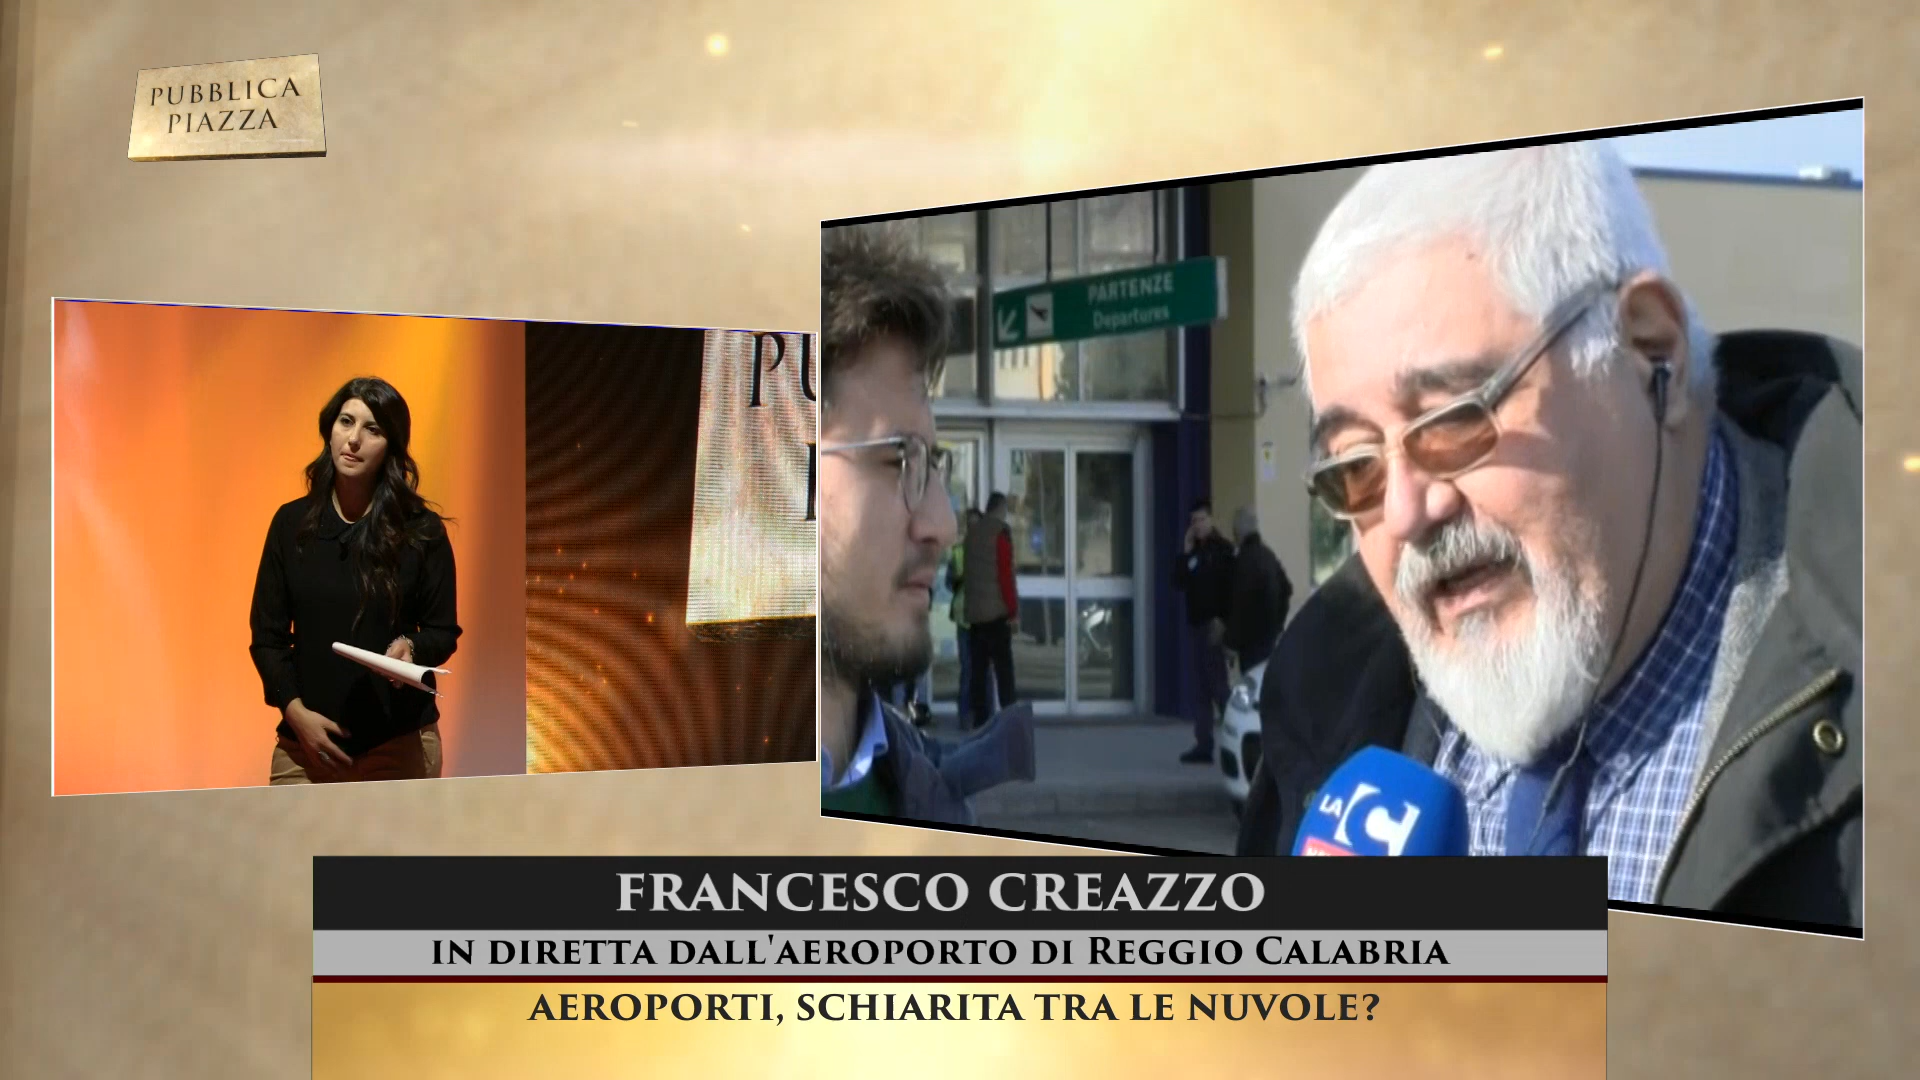 PUBBLICA
PIAZZA
PU
PARTENZE
Departures
LA C
FRANCESCO CREAZZO
IN DIRETTA DALL'AEROPORTO DI REGGIO CALABRIA
AEROPORTI, SCHIARITA TRA LE NUVOLE?